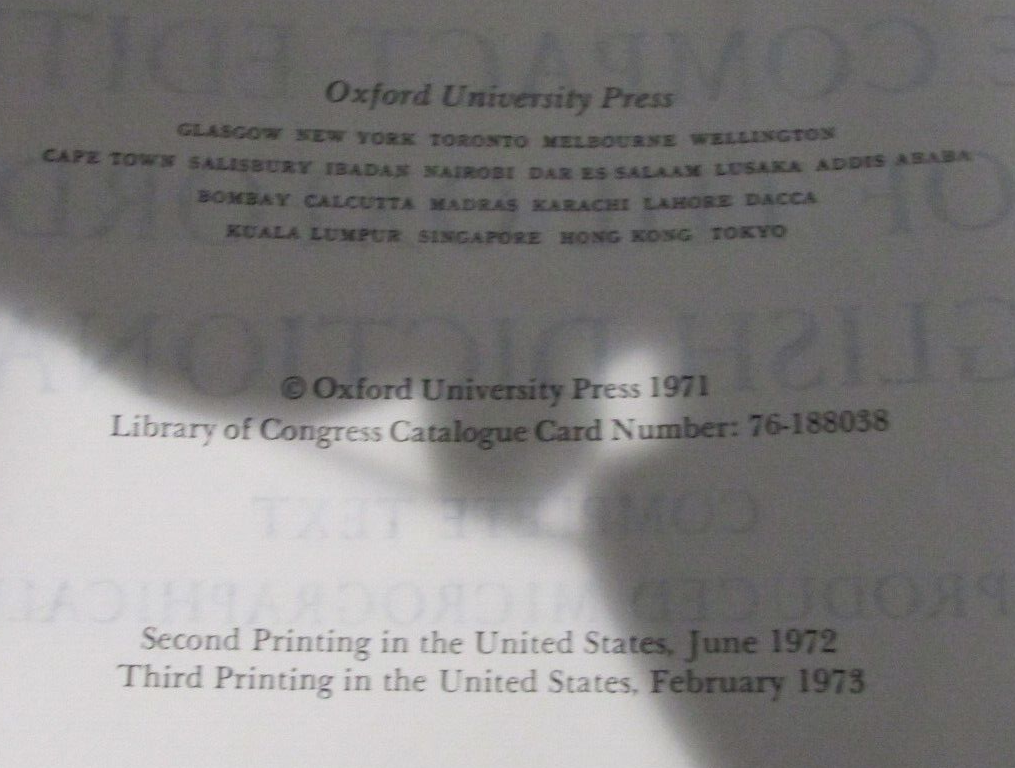 Oxford University Press
GLASGOW NEW YORK TORONTO MELBOURNE WELLINGTON
CAPE TOWN SALISBURY IBADAN NAIROBI DAR ES SALAAM LUSAKA ADDIS ABABA
BOMBAY CALCUTTA MADRAS KARACHI LAHORE DACCA
KUALA LUMPUR SINGAPORE HONG KONG TOKYO
© Oxford University Press 1971
Library of Congress Catalogue Card Number: 76-188038
Second Printing in the United States, June 1972
Third Printing in the United States, February 1973